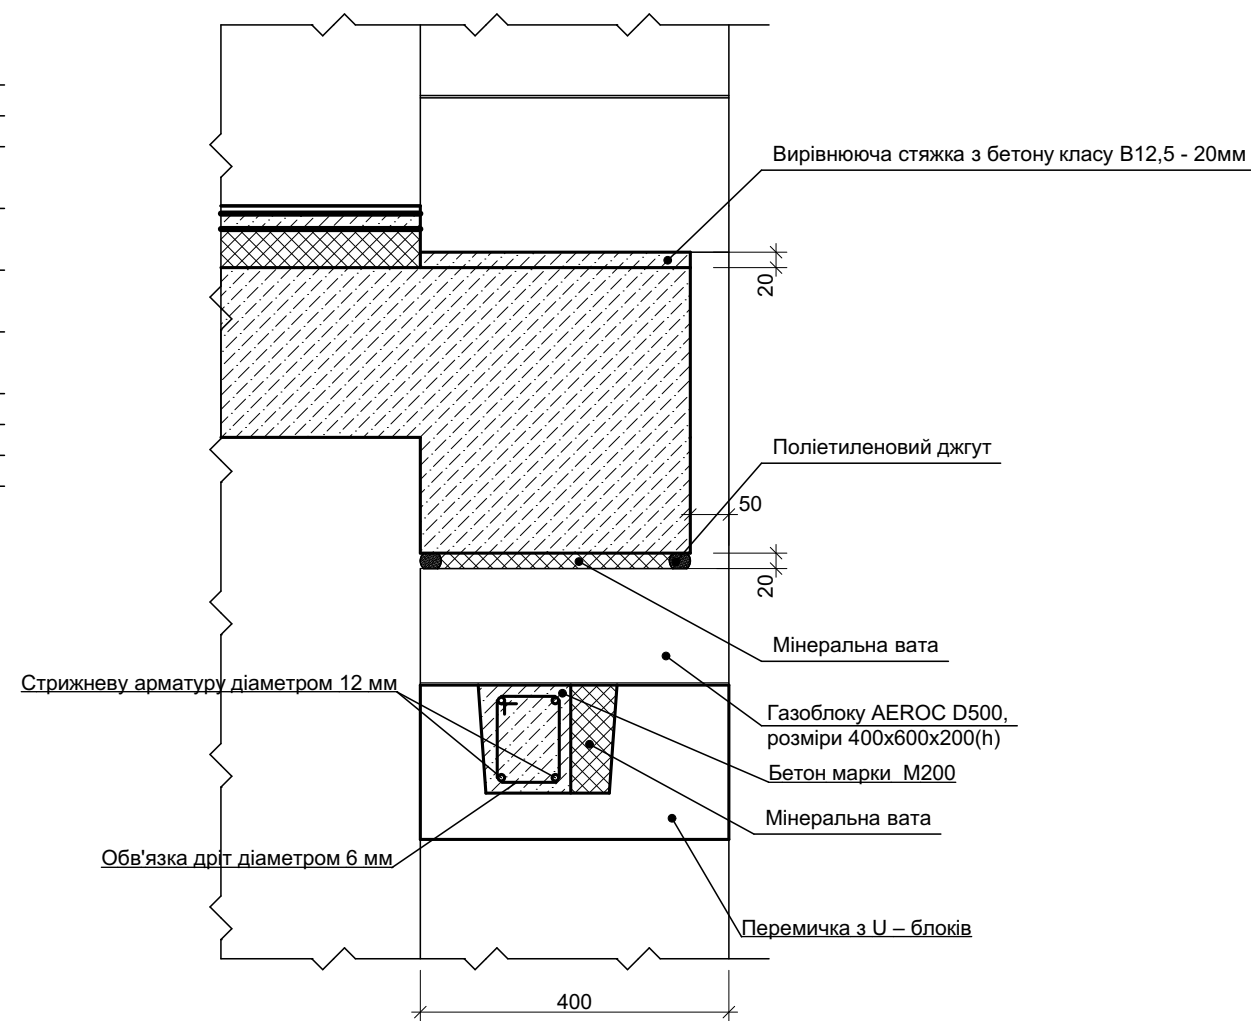 Вирівнююча стяжка з бетону класу В12,5 - 20мм
20
Поліетиленовий джгут
50
20
Мінеральна вата
Стрижневу арматуру діаметром 12 мм
Газоблоку AEROC D500,
розміри 400х600х200(h)
Бетон марки М200
Мінеральна вата
Обв'язка дріт діаметром 6 мм
Перемичка з U – блоків
400